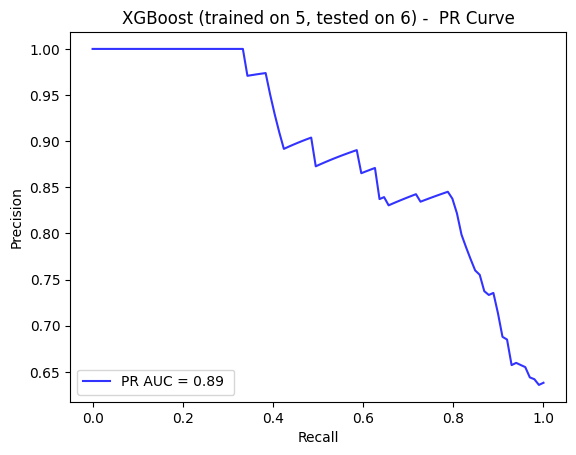 XGBoost (trained on 5, tested on 6) -  PR Curve
1.00
0.95
0.90
0.85
0.80
0.75
0.70
0.65
Precision
PR AUC = 0.89
0.0 0.2 0.4 0.6 0.8 1.0
Recall